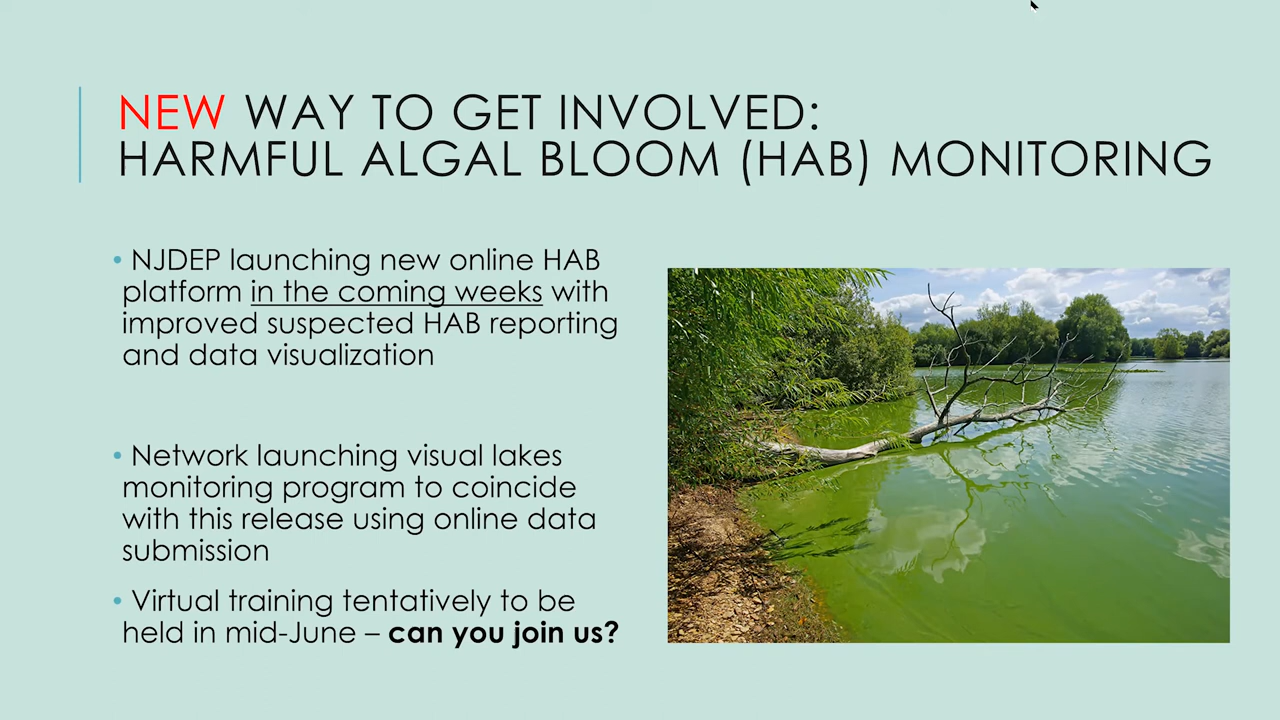 NEW WAY TO GET INVOLVED:
HARMFUL ALGAL BLOOM (HAB) MONITORING
• NJDEP launching new online HAB
platform in the coming weeks with
improved suspected HAB reporting
and data visualization
• Network launching visual lakes
monitoring program to coincide
with this release using online data
submission
• Virtual training tentatively to be
held in mid-June – can you join us?